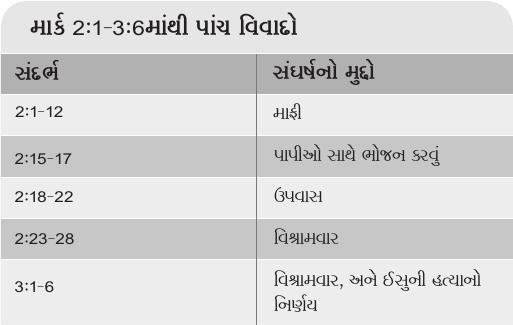 માર્ક 2:1-3:6માંથી પાંચ વિવાદો
સંદર્ભ સંઘર્ષનો મુદ્દો
2:1-12 માફી
2:15-17 પાપીઓ સાથે ભોજન કરવું
2:18-22 ઉપવાસ
2:23-28 વિશ્રામવાર
3:1-6 વિશ્રામવાર, અને ઈસુની હત્યાનો
નિર્ણય